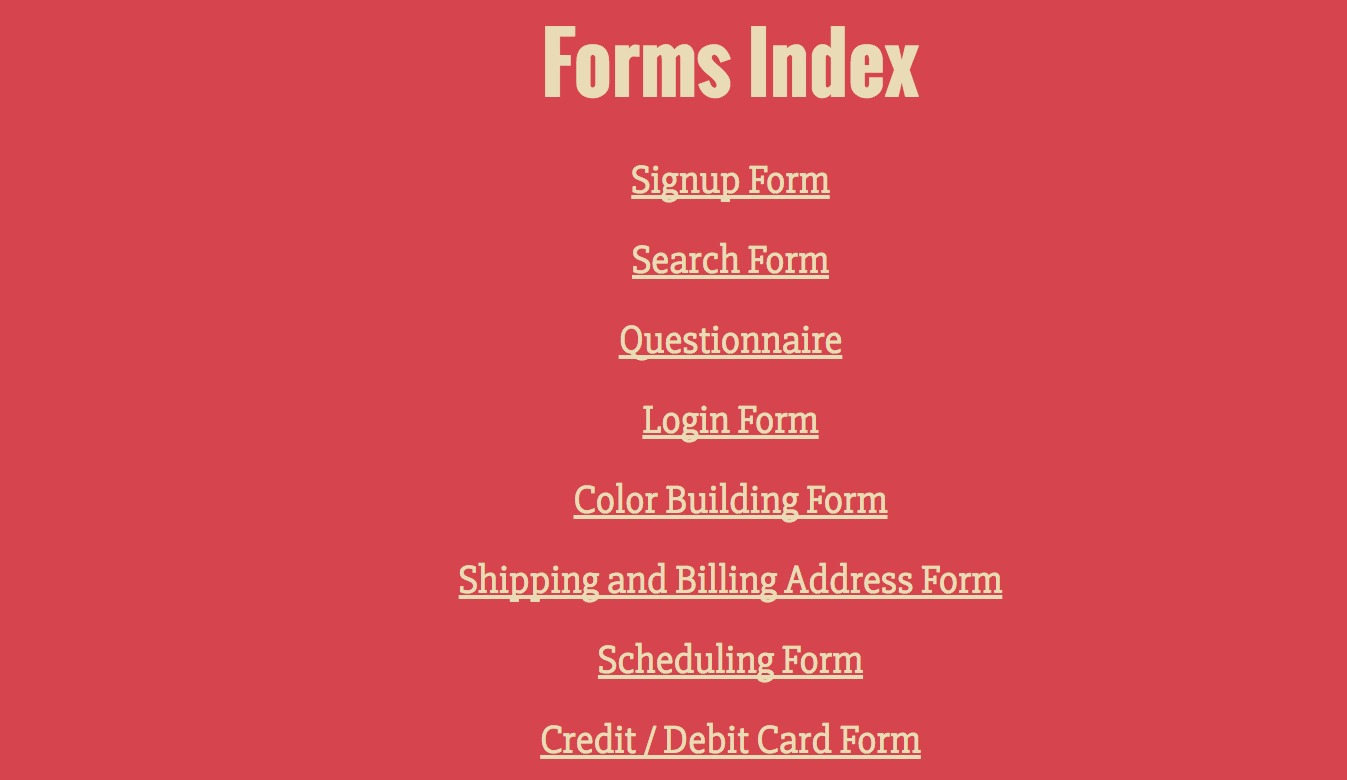 Forms Index
Signup Form
Search Form
Questionnaire
Login Form
Color Building Form
Shipping and Billing Address Form
Scheduling Form
Credit / Debit Card Form